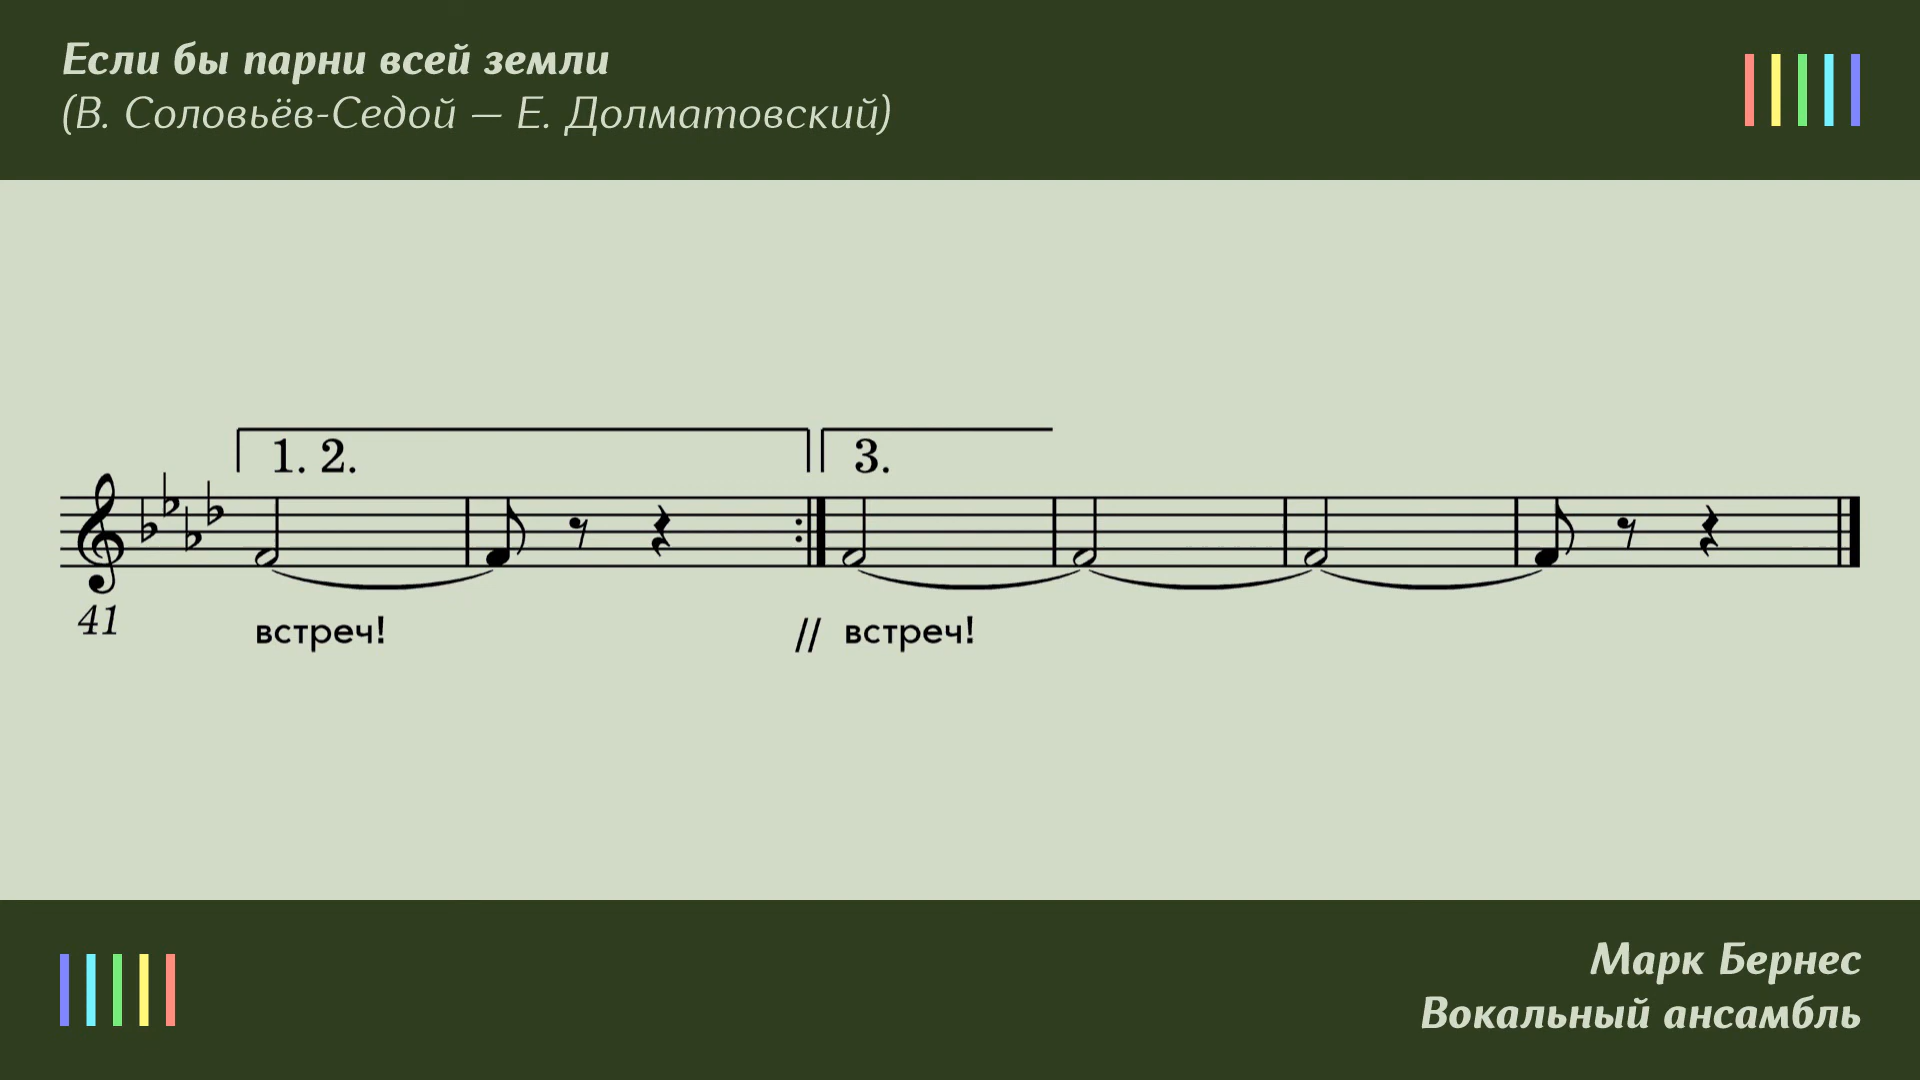 Если бы парни всей земли
(В. Соловьёв-Седой — Е. Долматовский)
1. 2.
3.
41
встреч! // встреч!
Марк Бернес
Вокальный ансамбль